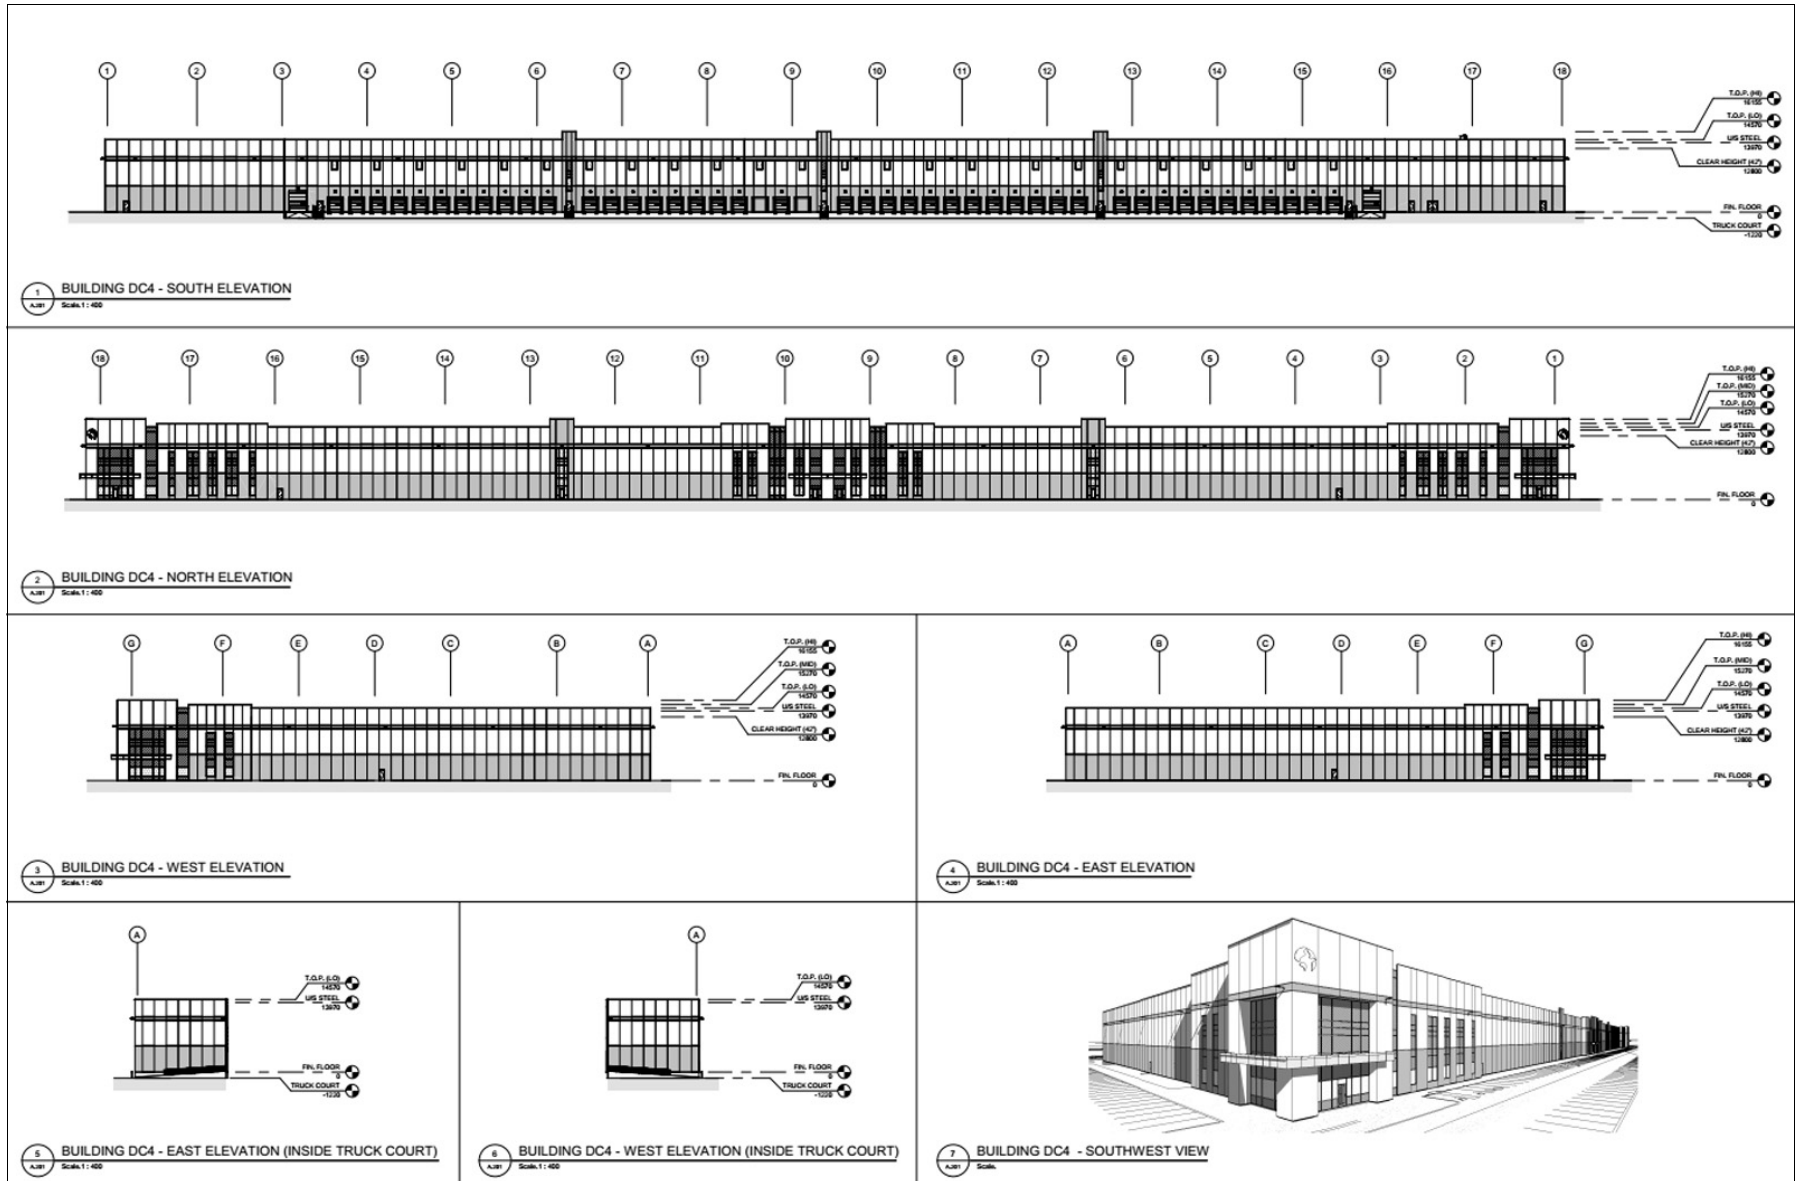 1 2 3 4 5 6 7 8 9 10 11 12 13 14 15 16 17 18
T.O.P. (HI)
16155
T.O.P. (LO)
14570
U/S STEEL
13970
CLEAR HEIGHT (42')
12800
FIN. FLOOR
0
TRUCK COURT
-1220
1
BUILDING DC4 - SOUTH ELEVATION
Scale.1 : 400
18 17 16 15 14 13 12 11 10 9 8 7 6 5 4 3 2 1
T.O.P. (HI)
16155
T.O.P. (MID)
15270
T.O.P. (LO)
14570
U/S STEEL
13970
CLEAR HEIGHT (42')
12800
FIN. FLOOR
0
2
BUILDING DC4 - NORTH ELEVATION
Scale.1 : 400
G F E D C B A
T.O.P. (HI)
16155
T.O.P. (MID)
15270
T.O.P. (LO)
14570
U/S STEEL
13970
CLEAR HEIGHT (42')
12800
FIN. FLOOR
0
3
BUILDING DC4 - WEST ELEVATION
Scale.1 : 400
A B C D E F G
T.O.P. (HI)
16155
T.O.P. (MID)
15270
T.O.P. (LO)
14570
U/S STEEL
13970
CLEAR HEIGHT (42')
12800
FIN. FLOOR
0
4
BUILDING DC4 - EAST ELEVATION
Scale.1 : 400
A
T.O.P. (LO)
14570
U/S STEEL
13970
FIN. FLOOR
0
TRUCK COURT
-1220
5
BUILDING DC4 - EAST ELEVATION (INSIDE TRUCK COURT)
Scale.1 : 400
A
T.O.P. (LO)
14570
U/S STEEL
13970
FIN. FLOOR
0
TRUCK COURT
-1220
6
BUILDING DC4 - WEST ELEVATION (INSIDE TRUCK COURT)
Scale.1 : 400
7
BUILDING DC4 - SOUTHWEST VIEW
Scale.